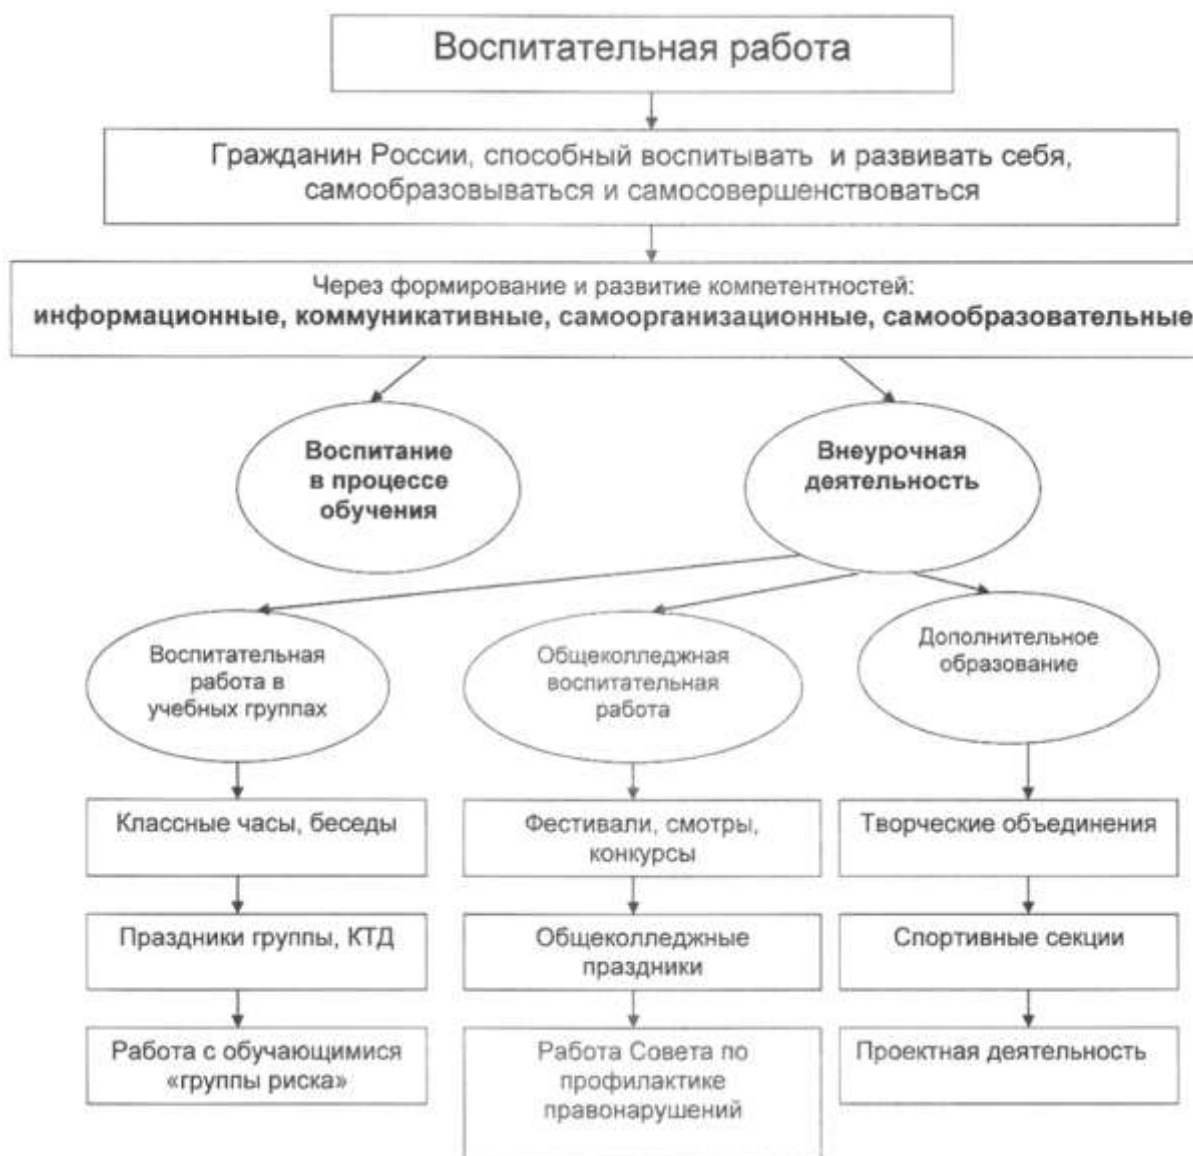 Воспитательная работа
Гражданин России, способный воспитывать и развивать себя,
самообразовываться и самосовершенствоваться
Через формирование и развитие компетентностей:
информационные, коммуникативные, самоорганизационные, самообразовательные
Воспитание
в процессе
обучения
Внеурочная
деятельность
Воспитательная
работа в
учебных группах
Общеколледжная
воспитательная
работа
Дополнительное
образование
Классные часы, беседы
Фестивали, смотры,
конкурсы
Творческие объединения
Праздники группы, КТД
Общеколледжные
праздники
Спортивные секции
Работа с обучающимися
«группы риска»
Работа Совета по
профилактике
правонарушений
Проектная деятельность